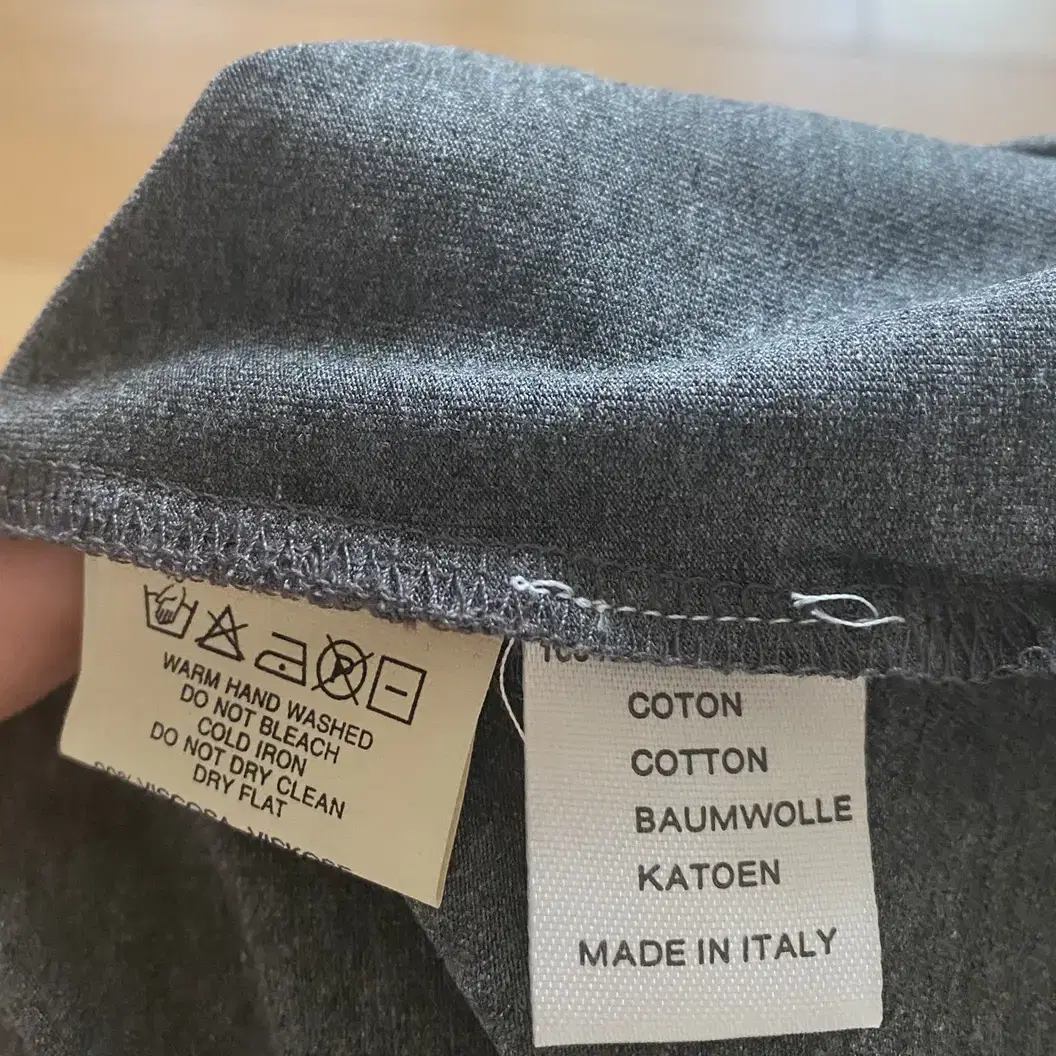 WARM HAND WASHED
DO NOT BLEACH
COLD IRON
DO NOT DRY CLEAN
DRY FLAT
COTON
COTTON
BAUMWOLLE
KATOEN
MADE IN ITALY